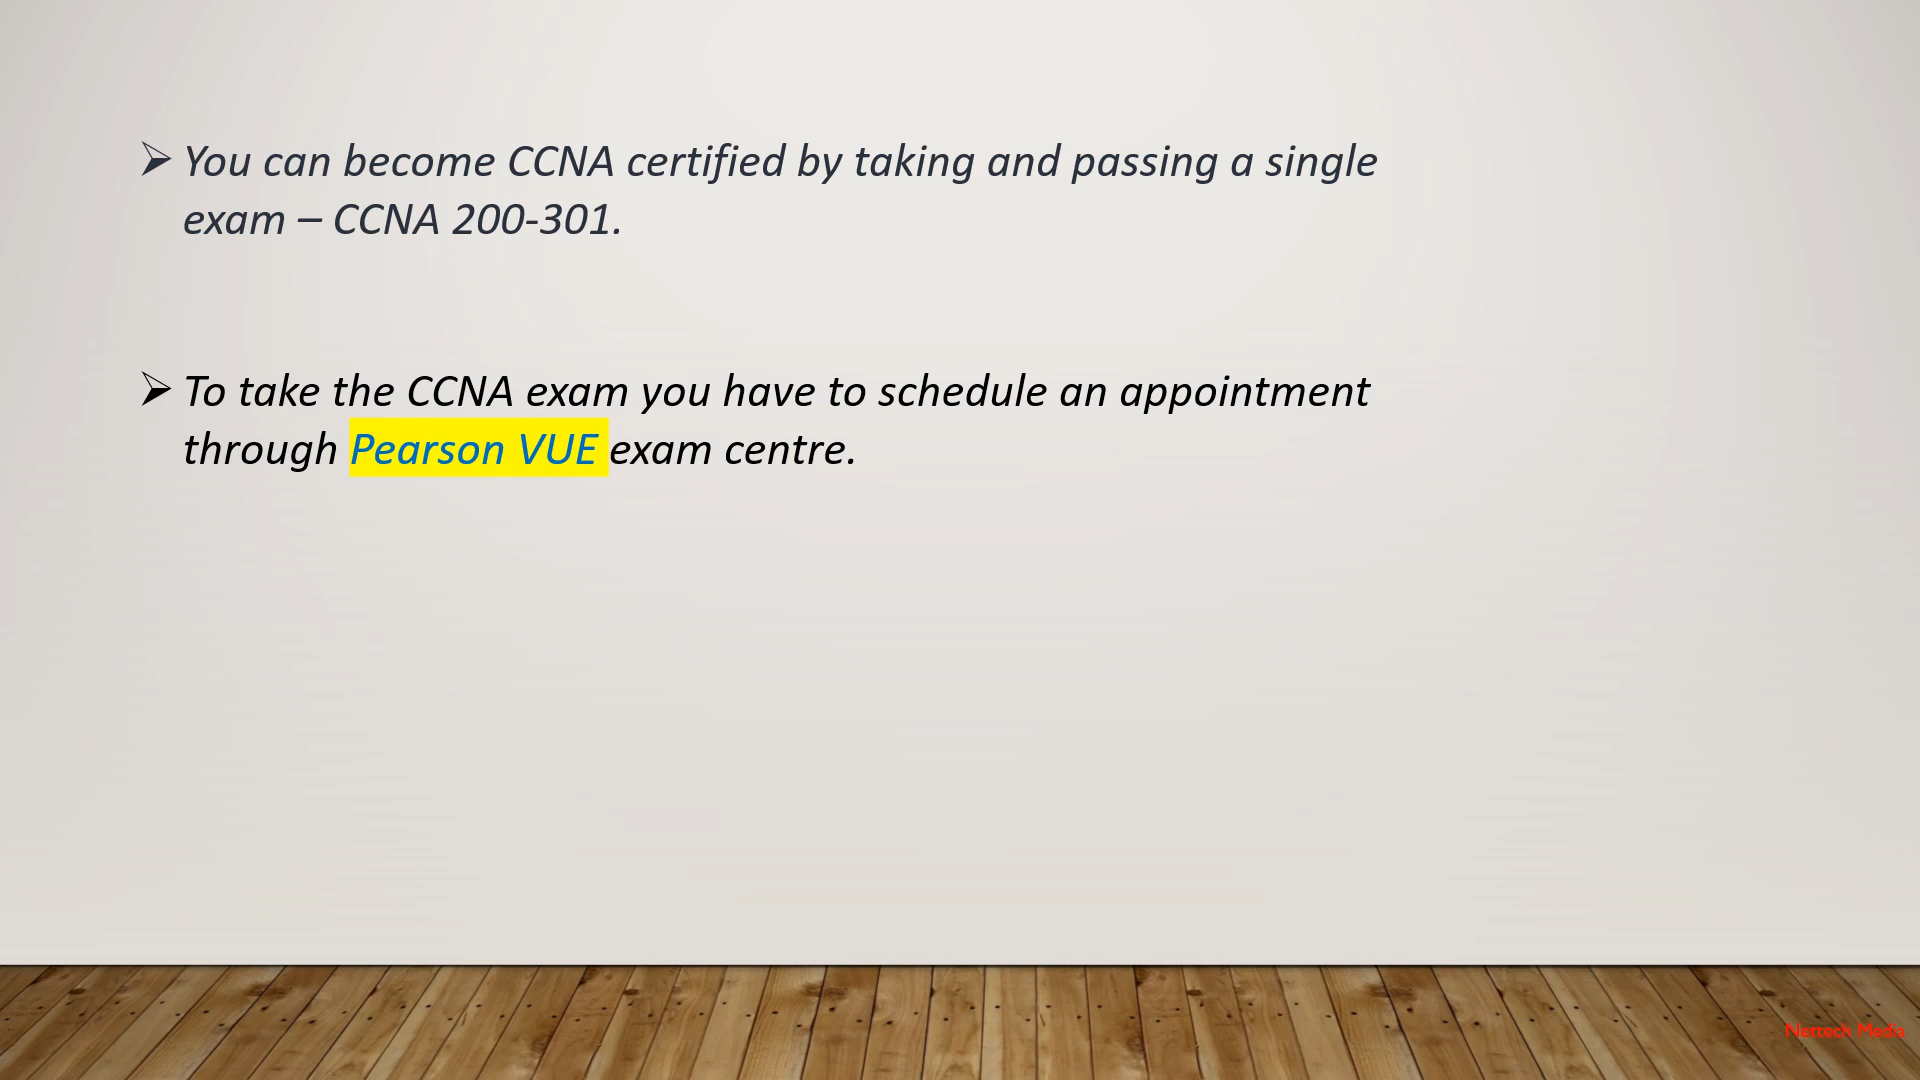 ➢ You can become CCNA certified by taking and passing a single
exam – CCNA 200-301.
➢ To take the CCNA exam you have to schedule an appointment
through Pearson VUE exam centre.
Nettech Media